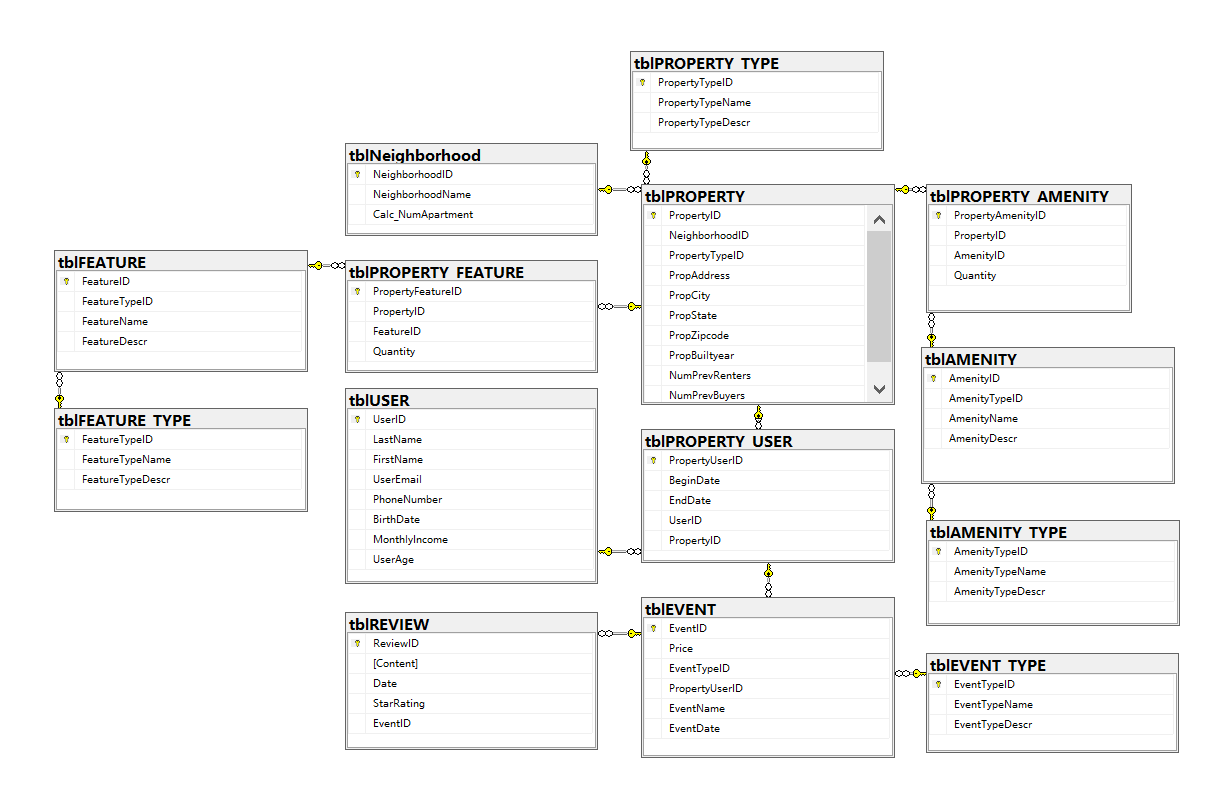 tblPROPERTY_TYPE
PropertyTypeID
PropertyTypeName
PropertyTypeDescr
tblNeighborhood
NeighborhoodID
NeighborhoodName
Calc_NumApartment
tblPROPERTY
PropertyID
NeighborhoodID
PropertyTypeID
PropAddress
PropCity
PropState
PropZipcode
PropBuiltyear
NumPrevRenters
NumPrevBuyers
tblPROPERTY_AMENITY
PropertyAmenityID
PropertyID
AmenityID
Quantity
tblFEATURE
FeatureID
FeatureTypeID
FeatureName
FeatureDescr
tblPROPERTY_FEATURE
PropertyFeatureID
PropertyID
FeatureID
Quantity
tblAMENITY
AmenityID
AmenityTypeID
AmenityName
AmenityDescr
tblFEATURE_TYPE
FeatureTypeID
FeatureTypeName
FeatureTypeDescr
tblUSER
UserID
LastName
FirstName
UserEmail
PhoneNumber
BirthDate
MonthlyIncome
UserAge
tblPROPERTY_USER
PropertyUserID
BeginDate
EndDate
UserID
PropertyID
tblAMENITY_TYPE
AmenityTypeID
AmenityTypeName
AmenityTypeDescr
tblREVIEW
ReviewID
[Content]
Date
StarRating
EventID
tblEVENT
EventID
Price
EventTypeID
PropertyUserID
EventName
EventDate
tblEVENT_TYPE
EventTypeID
EventTypeName
EventTypeDescr